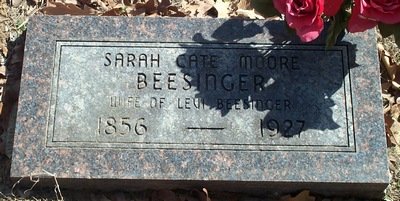 SARAH CATE MOORE
BEESINGER
WIFE OF LEVI BEESINGER
1856 — 1927